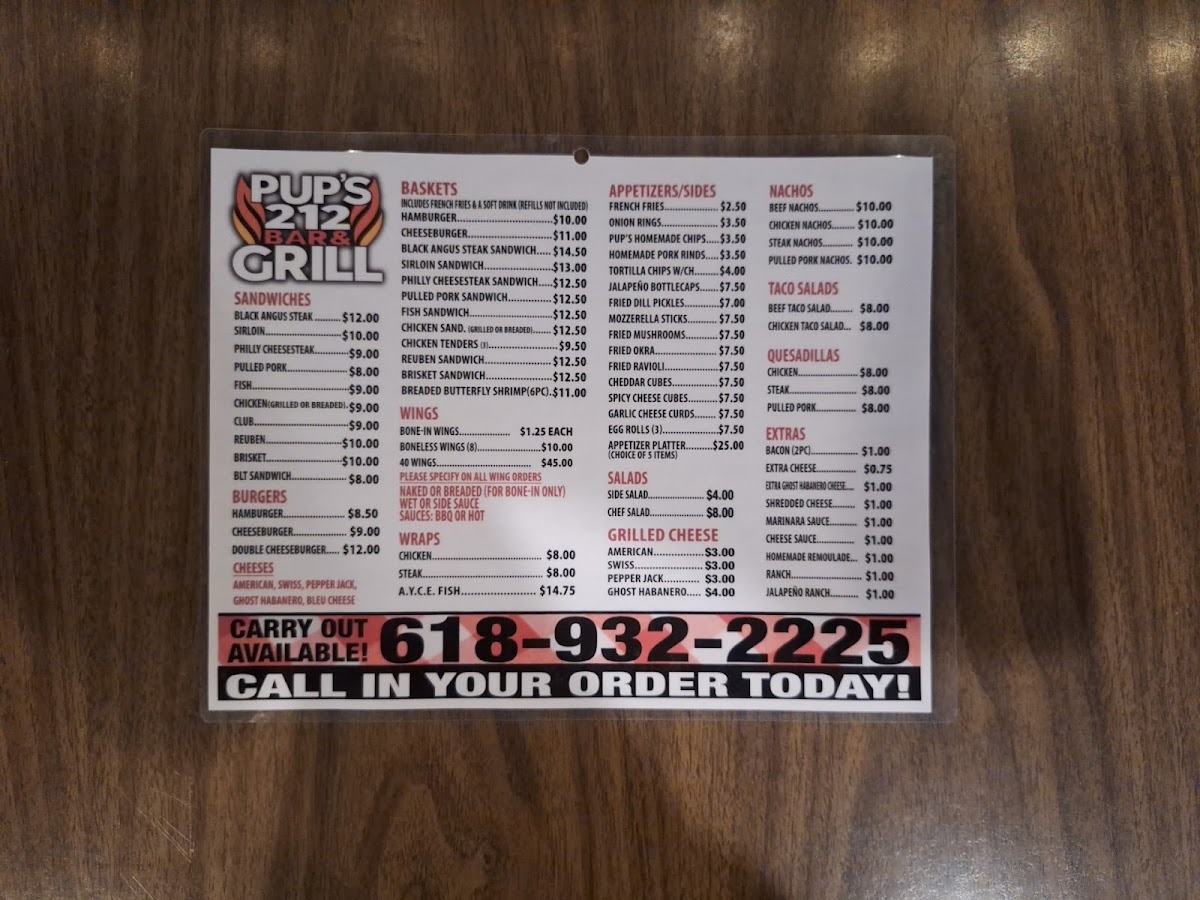 PUP'S
212
BAR &
GRILL
SANDWICHES
BLACK ANGUS STEAK ......... $12.00
SIRLOIN......................... $10.00
PHILLY CHEESESTEAK........... $9.00
PULLED PORK..................... $8.00
FISH............................. $9.00
CHICKEN(GRILLED OR BREADED). $9.00
CLUB............................ $9.00
REUBEN......................... $10.00
BRISKET........................ $10.00
BLT SANDWICH................... $8.00
BURGERS
HAMBURGER...................... $8.50
CHEESEBURGER................... $9.00
DOUBLE CHEESEBURGER..... $12.00
CHEESES
AMERICAN, SWISS, PEPPER JACK,
GHOST HABANERO, BLEU CHEESE
BASKETS
INCLUDES FRENCH FRIES & A SOFT DRINK (REFILLS NOT INCLUDED)
HAMBURGER............................$10.00
CHEESEBURGER.........................$11.00
BLACK ANGUS STEAK SANDWICH..... $14.50
SIRLOIN SANDWICH.....................$13.00
PHILLY CHEESESTEAK SANDWICH.....$12.50
PULLED PORK SANDWICH...............$12.50
FISH SANDWICH........................$12.50
CHICKEN SAND. (GRILLED OR BREADED)....... $12.50
CHICKEN TENDERS (3).....................$9.50
REUBEN SANDWICH......................$12.50
BRISKET SANDWICH.....................$12.50
BREADED BUTTERFLY SHRIMP(6PC).$11.00
WINGS
BONE-IN WINGS................... $1.25 EACH
BONELESS WINGS (8)...................$10.00
40 WINGS............................. $45.00
PLEASE SPECIFY ON ALL WING ORDERS
NAKED OR BREADED (FOR BONE-IN ONLY)
WET OR SIDE SAUCE
SAUCES: BBQ OR HOT
WRAPS
CHICKEN............................... $8.00
STEAK................................. $8.00
A.Y.C.E. FISH......................... $14.75
APPETIZERS/SIDES
FRENCH FRIES................... $2.50
ONION RINGS.................... $3.50
PUP'S HOMEMADE CHIPS.....$3.50
HOMEMADE PORK RINDS.....$3.50
TORTILLA CHIPS W/CH.........$4.00
JALAPEÑO BOTTLECAPS.......$7.50
FRIED DILL PICKLES............$7.00
MOZZERELLA STICKS........... $7.50
FRIED MUSHROOMS............$7.50
FRIED OKRA......................$7.50
FRIED RAVIOLI...................$7.50
CHEDDAR CUBES................$7.50
SPICY CHEESE CUBES...........$7.50
GARLIC CHEESE CURDS........ $7.50
EGG ROLLS (3)....................$7.50
APPETIZER PLATTER..........$25.00
(CHOICE OF 5 ITEMS)
SALADS
SIDE SALAD...................... $4.00
CHEF SALAD...................... $8.00
GRILLED CHEESE
AMERICAN................. $3.00
SWISS....................... $3.00
PEPPER JACK............ $3.00
GHOST HABANERO..... $4.00
NACHOS
BEEF NACHOS............. $10.00
CHICKEN NACHOS........ $10.00
STEAK NACHOS........... $10.00
PULLED PORK NACHOS. $10.00
TACO SALADS
BEEF TACO SALAD........ $8.00
CHICKEN TACO SALAD... $8.00
QUESADILLAS
CHICKEN......................... $8.00
STEAK........................... $8.00
PULLED PORK................. $8.00
EXTRAS
BACON (2PC)................. $1.00
EXTRA CHEESE............... $0.75
EXTRA GHOST HABANERO CHEESE.... $1.00
SHREDDED CHEESE........ $1.00
MARINARA SAUCE......... $1.00
CHEESE SAUCE.............. $1.00
HOMEMADE REMOULADE... $1.00
RANCH......................... $1.00
JALAPEÑO RANCH........... $1.00
CARRY OUT
AVAILABLE!
618-932-2225
CALL IN YOUR ORDER TODAY!